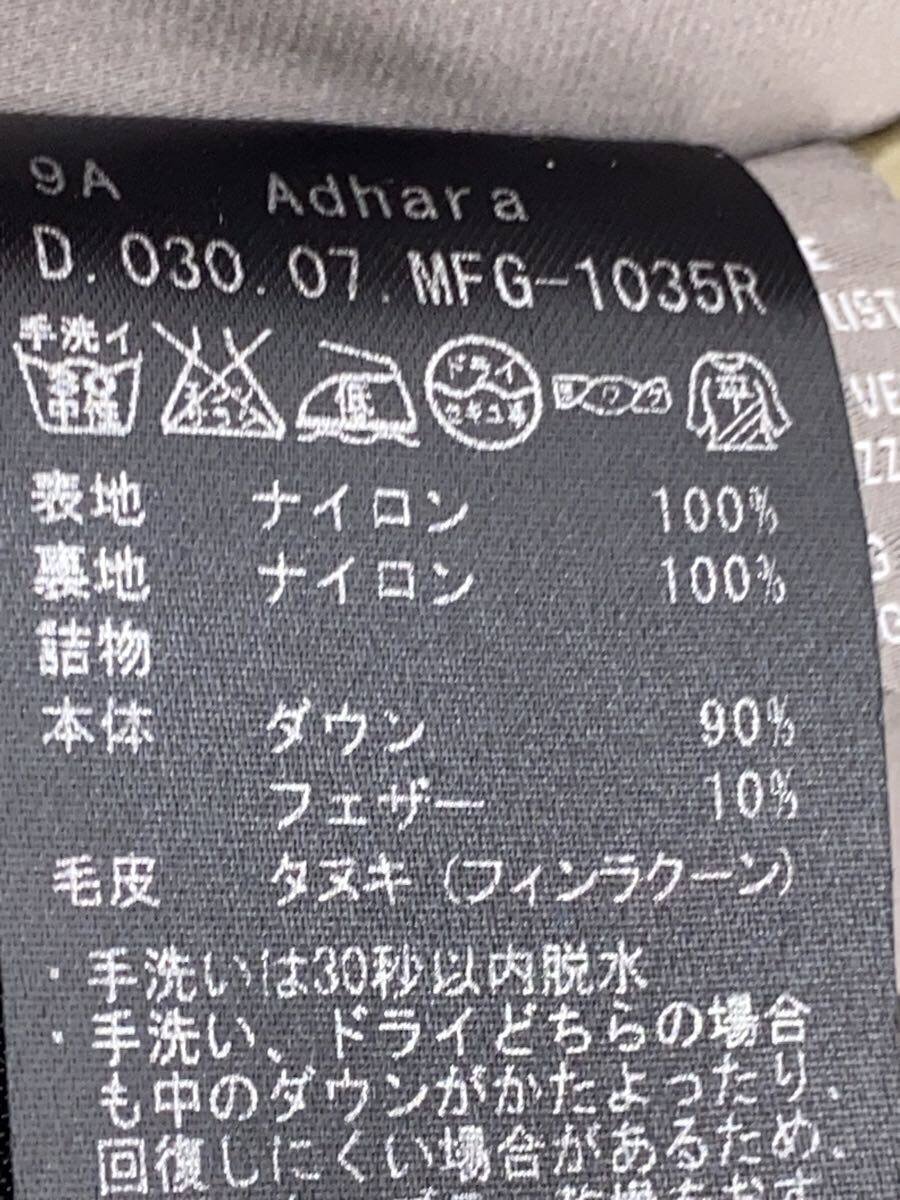 9A Adhara
D.030.07.MFG-1035R
手洗イ
ドライ
セキユ系
低
平
表地 ナイロン 100%
裏地 ナイロン 100%
詰物
本体 ダウン 90%
フェザー 10%
毛皮 タヌキ(フィンラクーン)
・手洗いは30秒以内脱水
・手洗い、ドライどちらの場合
も中のダウンがかたよったり、
回復しにくい場合があるため、